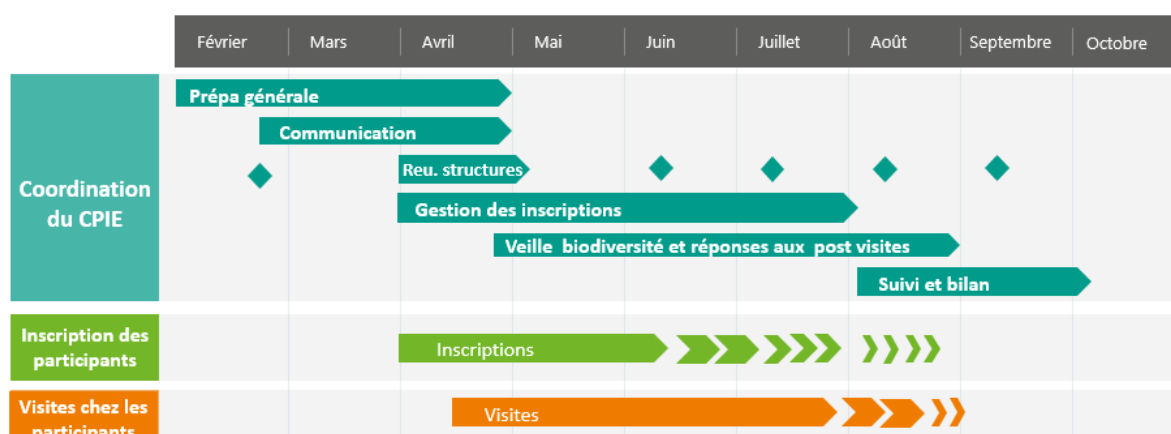 Février Mars Avril Mai Juin Juillet Août Septembre Octobre
Prépa générale
Communication
Reu. structures
Coordination
du CPIE
Gestion des inscriptions
Veille biodiversité et réponses aux post visites
Suivi et bilan
Inscription des
participants
Inscriptions
Visites chez les
participants
Visites